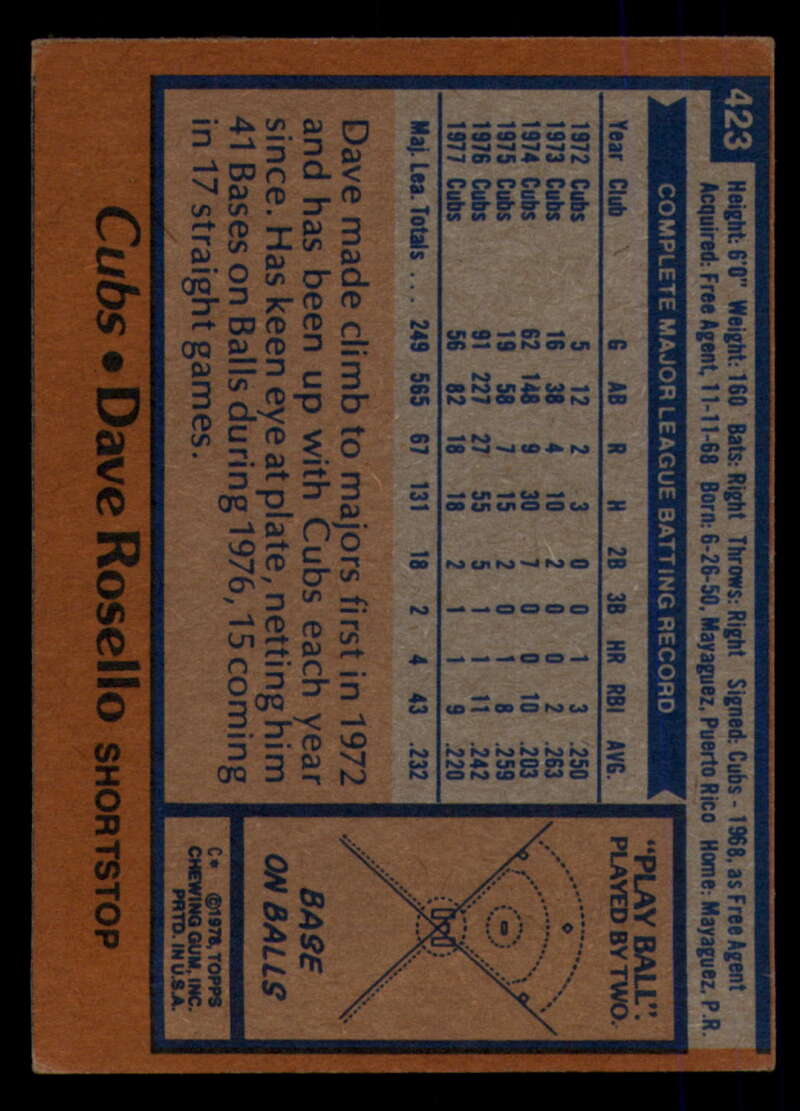 423
Height: 6'0" Weight: 160 Bats: Right Throws: Right Signed: Cubs - 1968, as Free Agent
Acquired: Free Agent, 11-11-68 Born: 6-26-50, Mayaguez, Puerto Rico Home: Mayaguez, P.R.
COMPLETE MAJOR LEAGUE BATTING RECORD
Year Club G AB R H 2B 3B HR RBI AVG.
1972 Cubs 5 12 2 3 0 0 1 3 .250
1973 Cubs 16 38 4 10 2 0 0 2 .263
1974 Cubs 62 148 9 30 7 0 0 10 .203
1975 Cubs 19 58 7 15 2 0 1 8 .259
1976 Cubs 91 227 27 55 5 1 1 11 .242
1977 Cubs 56 82 18 18 2 1 1 9 .220
Maj. Lea. Totals ... 249 565 67 131 18 2 4 43 .232
Dave made climb to majors first in 1972
and has been up with Cubs each year
since. Has keen eye at plate, netting him
41 Bases on Balls during 1976, 15 coming
in 17 straight games.
"PLAY BALL":
PLAYED BY TWO.
BASE
ON BALLS
C* ©1978, TOPPS
CHEWING GUM, INC.
PRTD. IN U.S.A.
Cubs • Dave Rosello SHORTSTOP